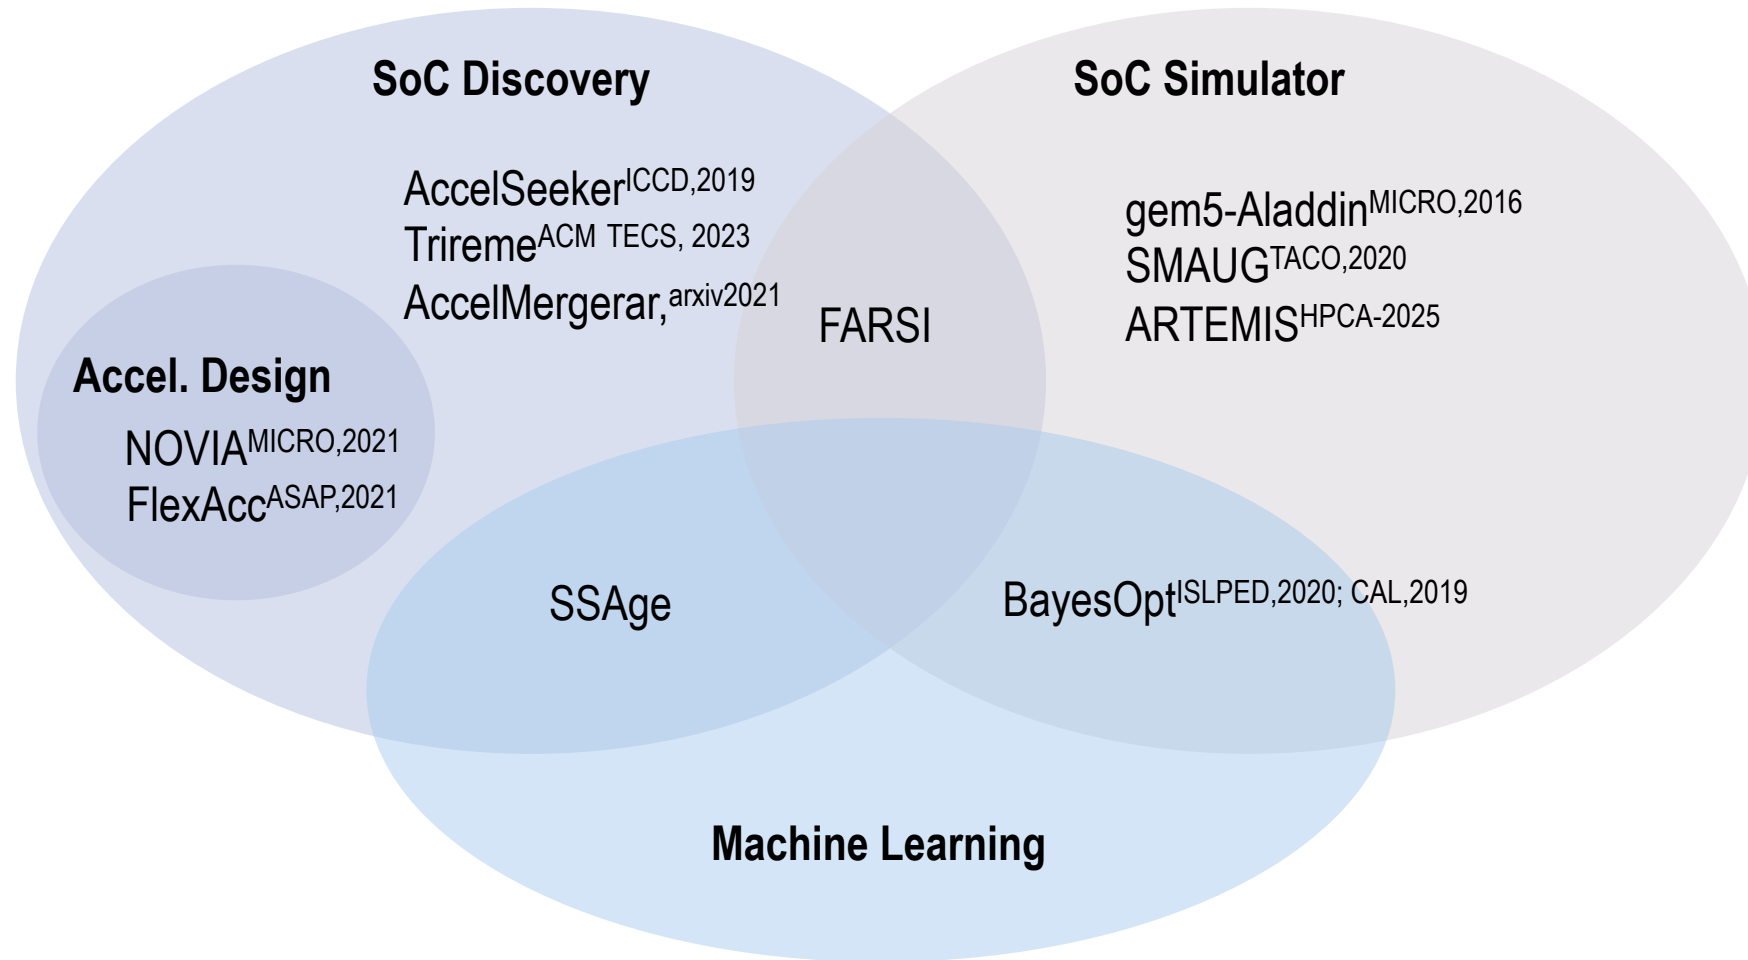 SoC Discovery
AccelSeekerICCD,2019
TriremeACM TECS, 2023
AccelMergerar,arxiv2021
SoC Simulator
gem5-AladdinMICRO,2016
SMAUGTACO,2020
ARTEMISHPCA-2025
FARSI
Accel. Design
NOVIAMICRO,2021
FlexAccASAP,2021
SSAge
BayesOptISLPED,2020; CAL,2019
Machine Learning